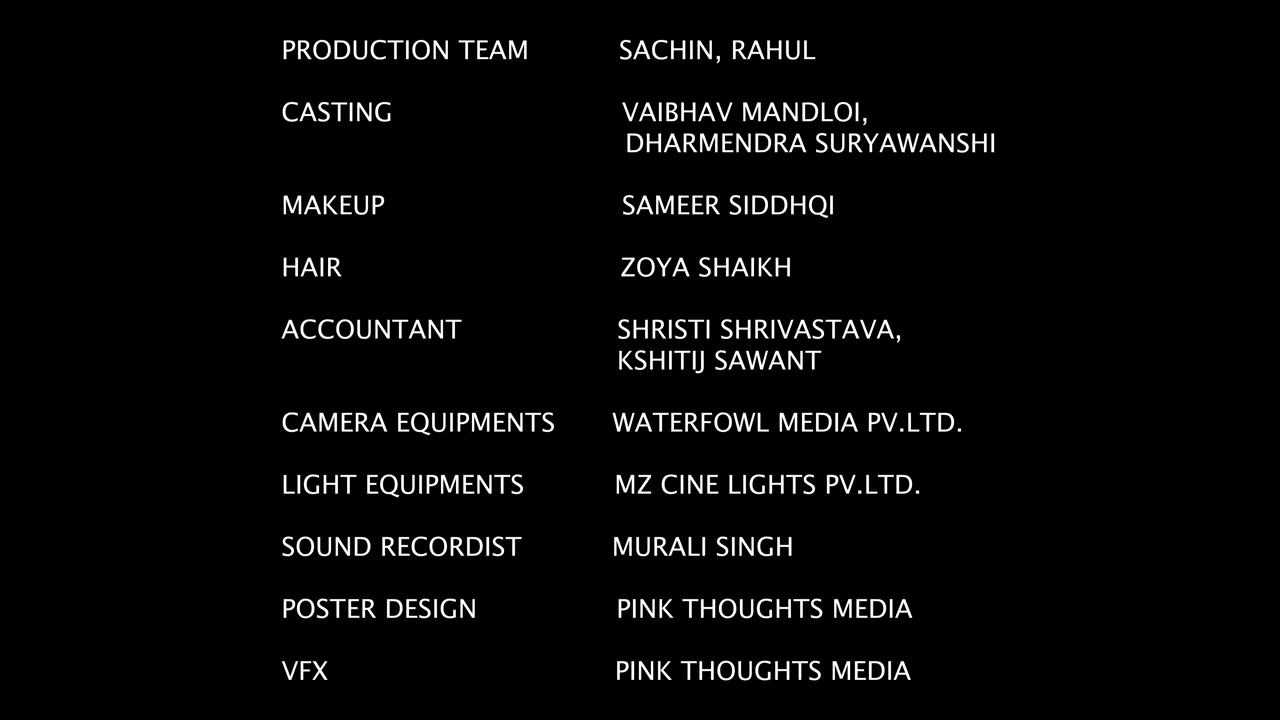 PRODUCTION TEAM SACHIN, RAHUL
CASTING VAIBHAV MANDLOI,
DHARMENDRA SURYAWANSHI
MAKEUP SAMEER SIDDHQI
HAIR ZOYA SHAIKH
ACCOUNTANT SHRISTI SHRIVASTAVA,
KSHITIJ SAWANT
CAMERA EQUIPMENTS WATERFOWL MEDIA PV.LTD.
LIGHT EQUIPMENTS MZ CINE LIGHTS PV.LTD.
SOUND RECORDIST MURALI SINGH
POSTER DESIGN PINK THOUGHTS MEDIA
VFX PINK THOUGHTS MEDIA